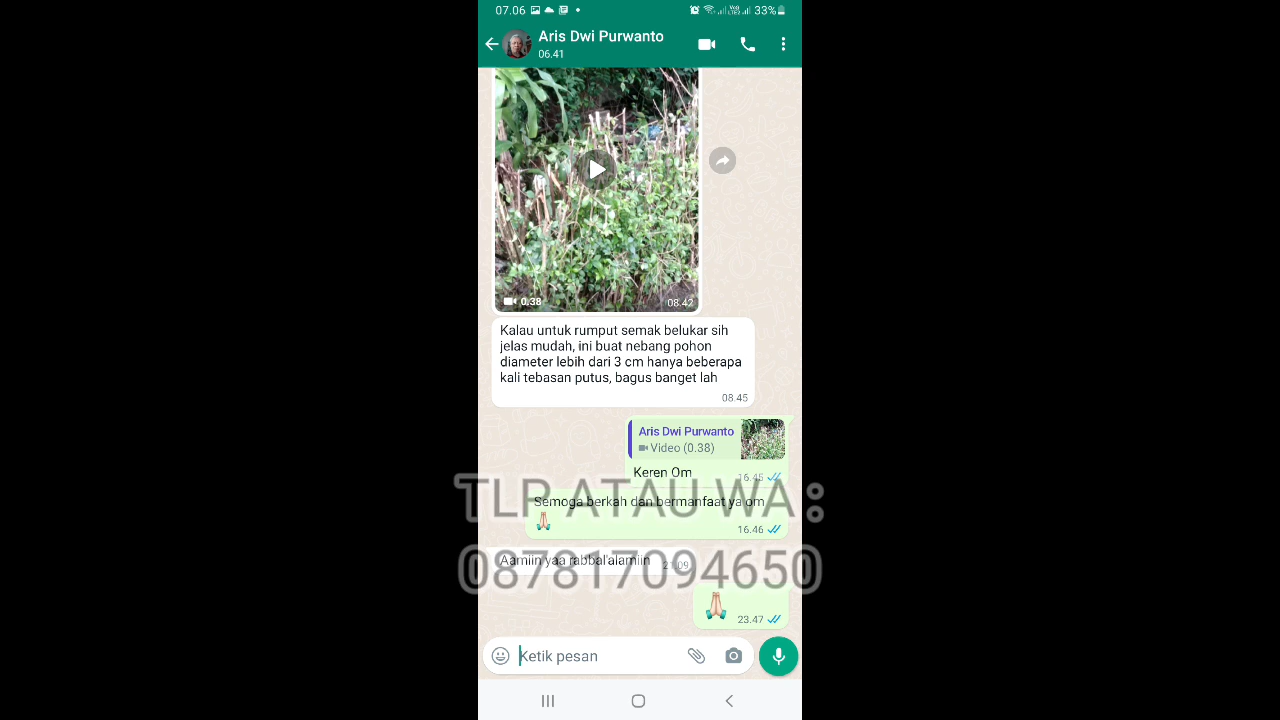 07.06 33%
Aris Dwi Purwanto
06.41
0.38 08.42
Kalau untuk rumput semak belukar sih
jelas mudah, ini buat nebang pohon
diameter lebih dari 3 cm hanya beberapa
kali tebasan putus, bagus banget lah
08.45
Aris Dwi Purwanto
Video (0.38)
Keren Om
16.45
TLP ATAU WA:
Semoga berkah dan bermanfaat ya om
🙏🏻
16.46
087817094650
Aamiin yaa rabbal'alamiin 21.09
🙏🏻 23.47
Ketik pesan